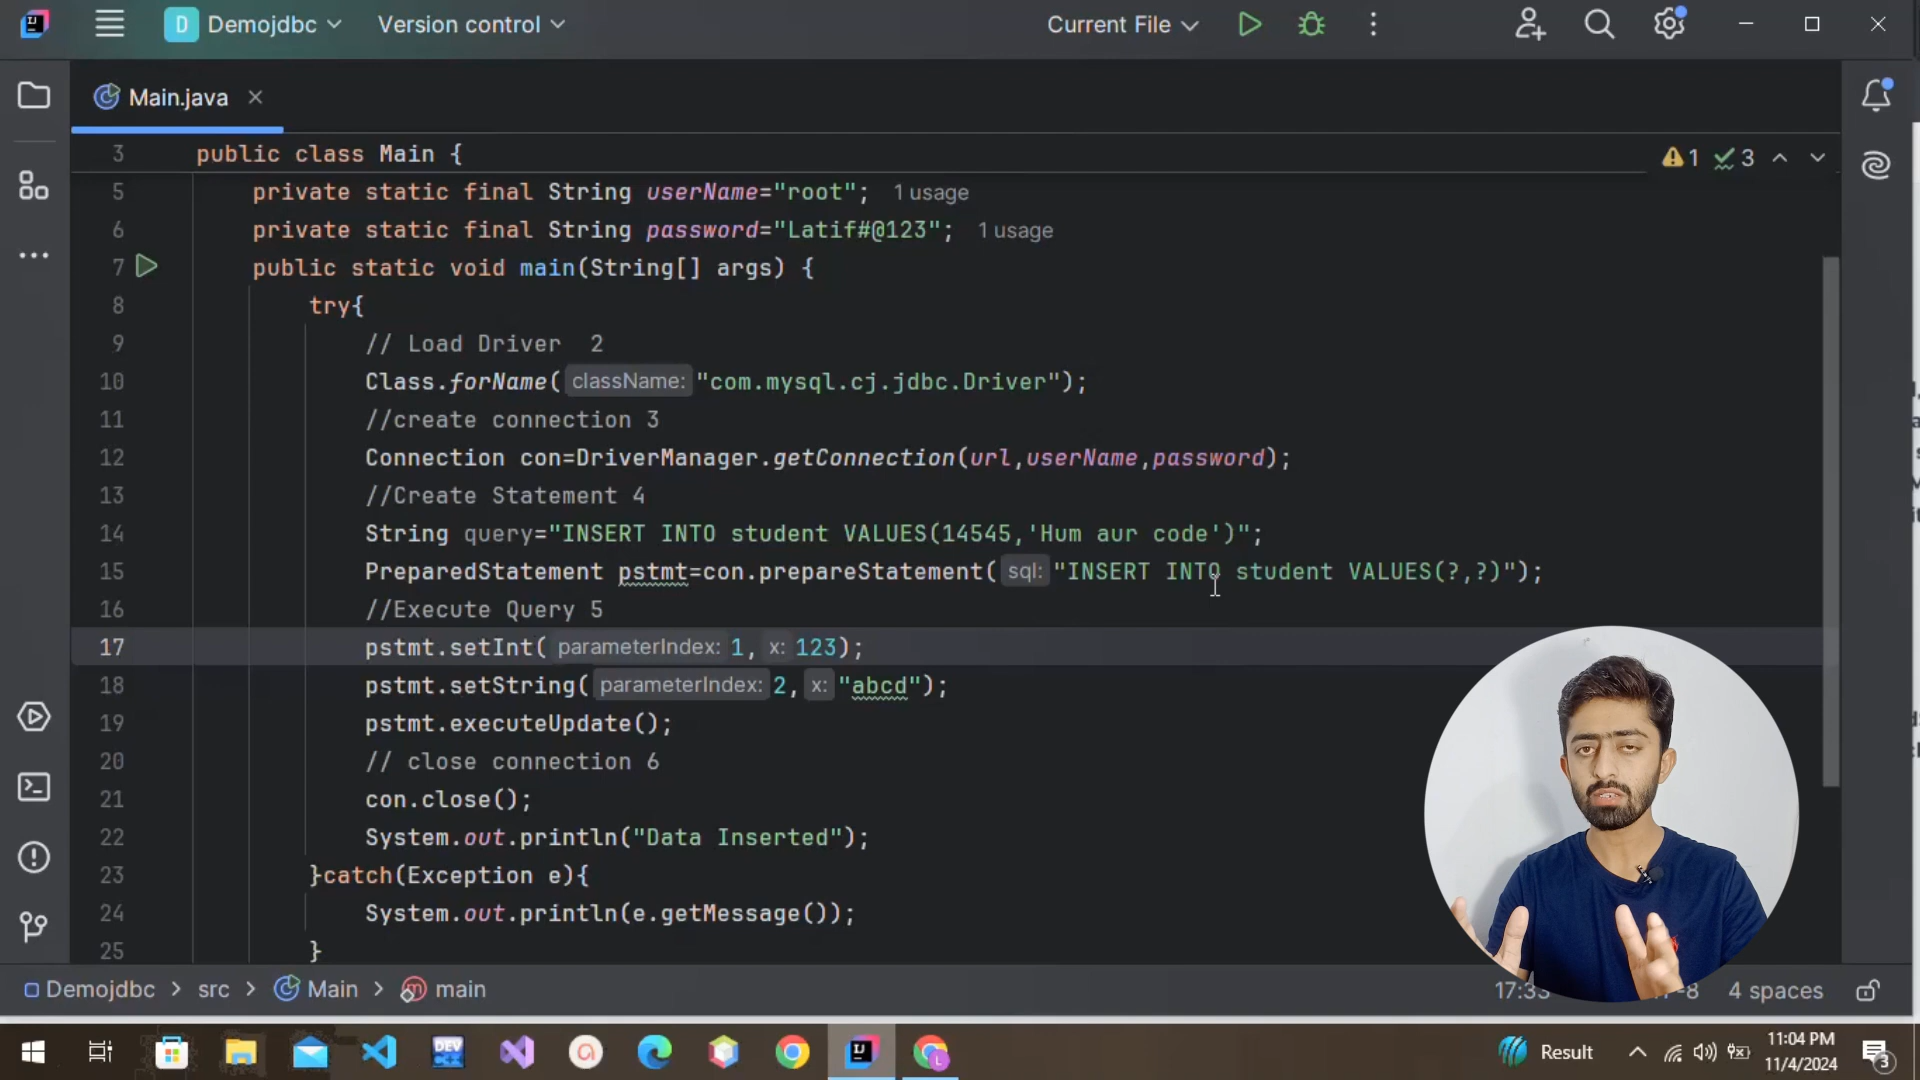 D Demojdbc Version control Current File
Main.java
3 public class Main {
1 3
5 private static final String userName="root"; 1 usage
6 private static final String password="Latif#@123"; 1 usage
7 public static void main(String[] args) {
8 try{
9 // Load Driver 2
10 Class.forName( className: "com.mysql.cj.jdbc.Driver");
11 //create connection 3
12 Connection con=DriverManager.getConnection(url,userName,password);
13 //Create Statement 4
14 String query="INSERT INTO student VALUES(14545,'Hum aur code')";
15 PreparedStatement pstmt=con.prepareStatement( sql: "INSERT INTO student VALUES(?,?)");
16 //Execute Query 5
17 pstmt.setInt( parameterIndex: 1, x: 123);
18 pstmt.setString( parameterIndex: 2, x: "abcd");
19 pstmt.executeUpdate();
20 // close connection 6
21 con.close();
22 System.out.println("Data Inserted");
23 }catch(Exception e){
24 System.out.println(e.getMessage());
25 }
Demojdbc > src > Main > main 17:33 -8 4 spaces
DEV Result 11:04 PM
11/4/2024
3